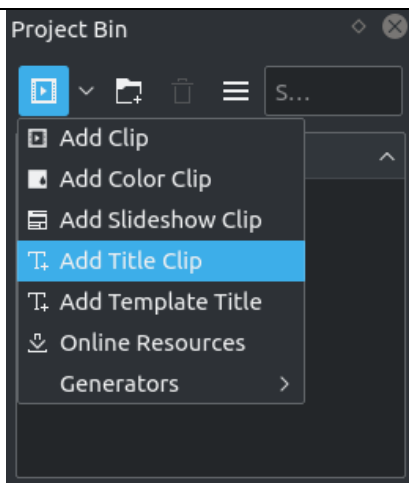 Project Bin
S...
Add Clip
Add Color Clip
Add Slideshow Clip
Add Title Clip
Add Template Title
Online Resources
Generators